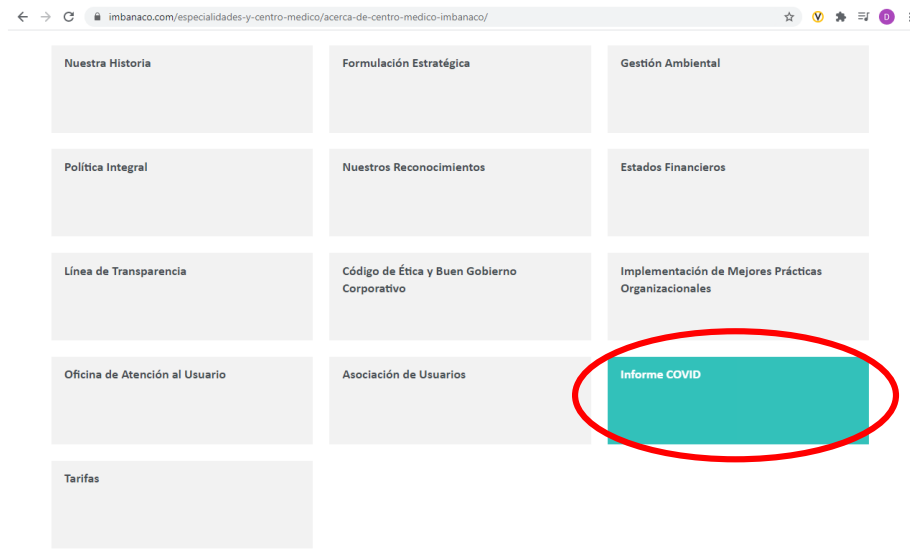 imbanaco.com/especialidades-y-centro-medico/acerca-de-centro-medico-imbanaco/
V
D
Nuestra Historia
Formulación Estratégica
Gestión Ambiental
Política Integral
Nuestros Reconocimientos
Estados Financieros
Línea de Transparencia
Código de Ética y Buen Gobierno
Corporativo
Implementación de Mejores Prácticas
Organizacionales
Oficina de Atención al Usuario
Asociación de Usuarios
Informe COVID
Tarifas